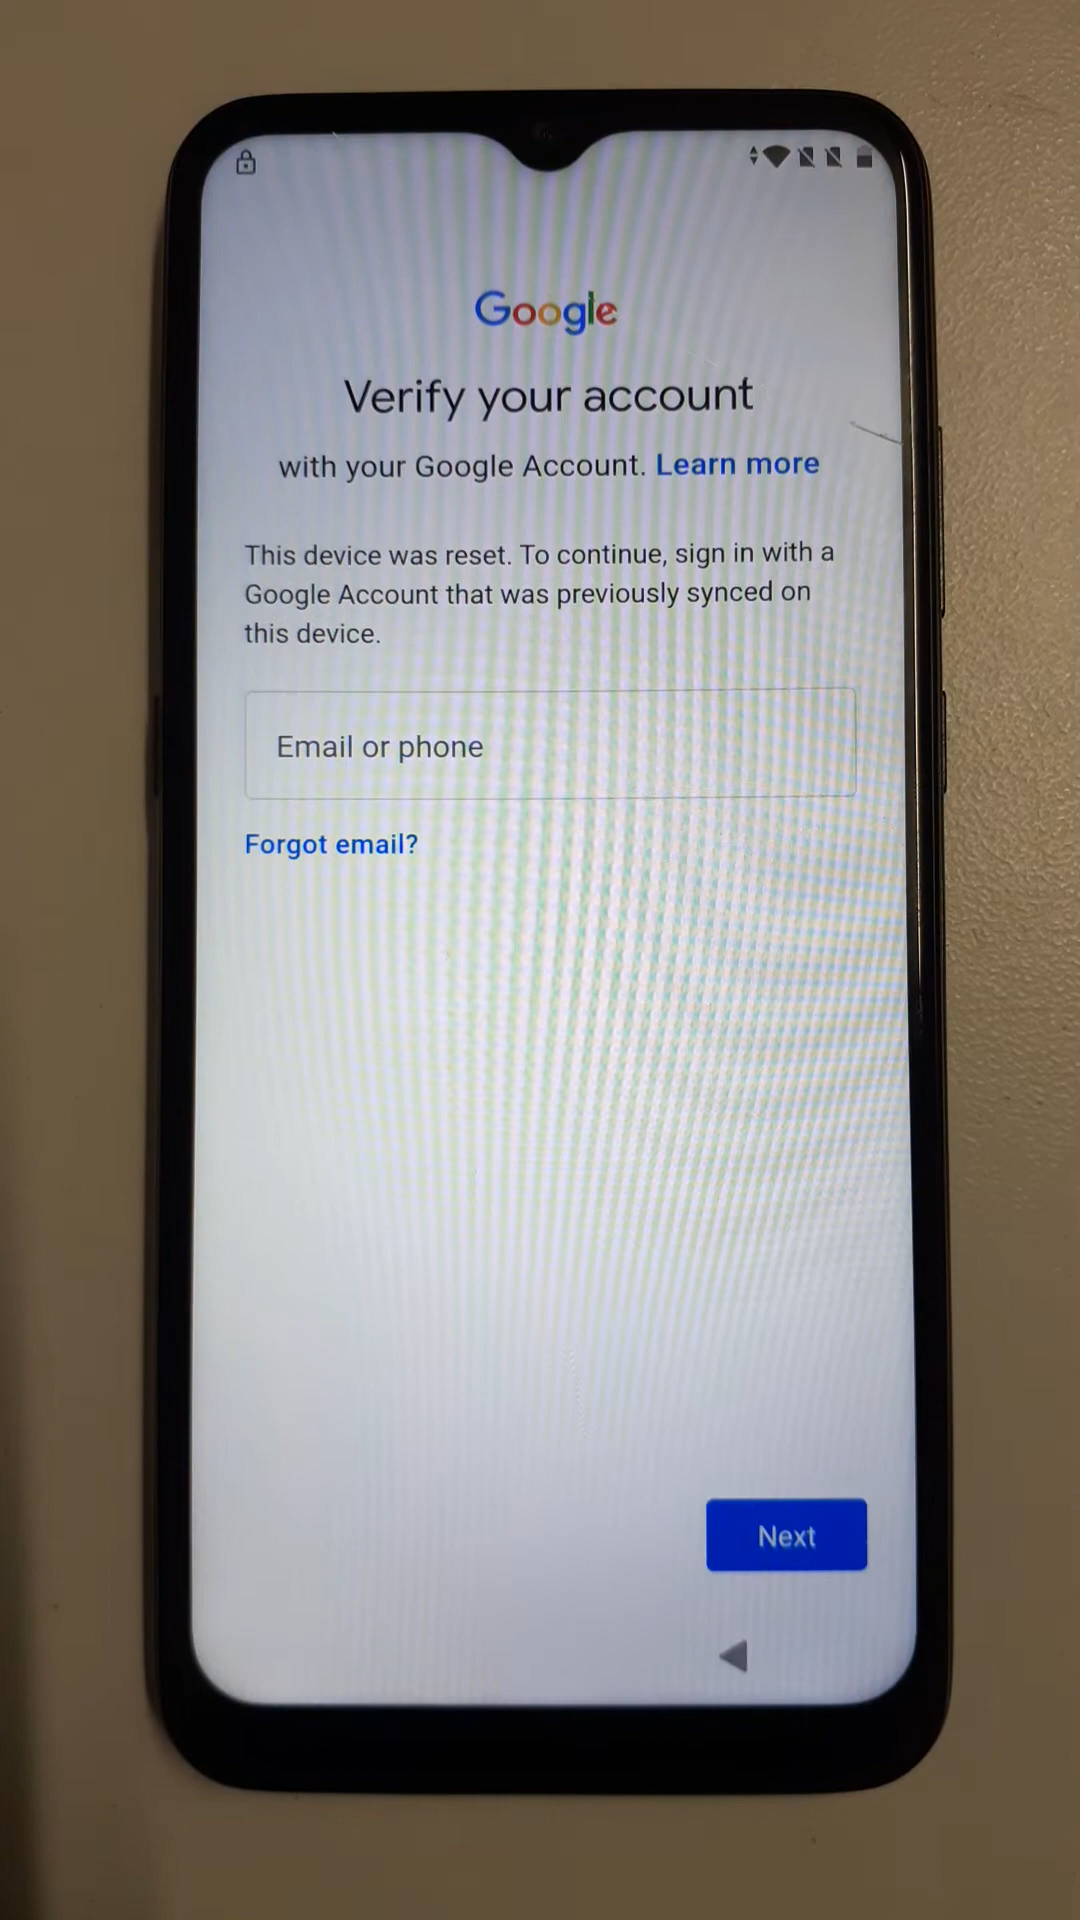 Google
Verify your account
with your Google Account. Learn more
This device was reset. To continue, sign in with a
Google Account that was previously synced on
this device.
Email or phone
Forgot email?
Next